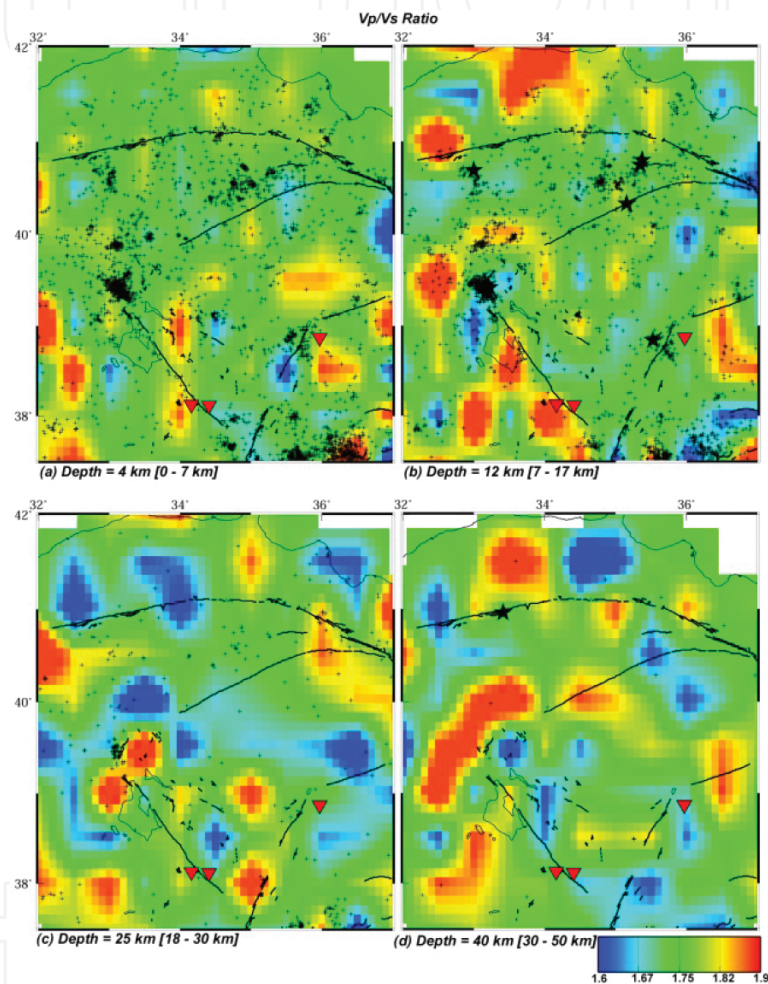 Vp/Vs Ratio
32˚ 34˚ 36˚
34˚ 36˚
42˚
40˚
38˚
(a) Depth = 4 km [0 - 7 km]
(b) Depth = 12 km [7 - 17 km]
32˚ 34˚ 36˚
34˚ 36˚
42˚
40˚
38˚
(c) Depth = 25 km [18 - 30 km]
(d) Depth = 40 km [30 - 50 km]
1.6 1.67 1.75 1.82 1.9